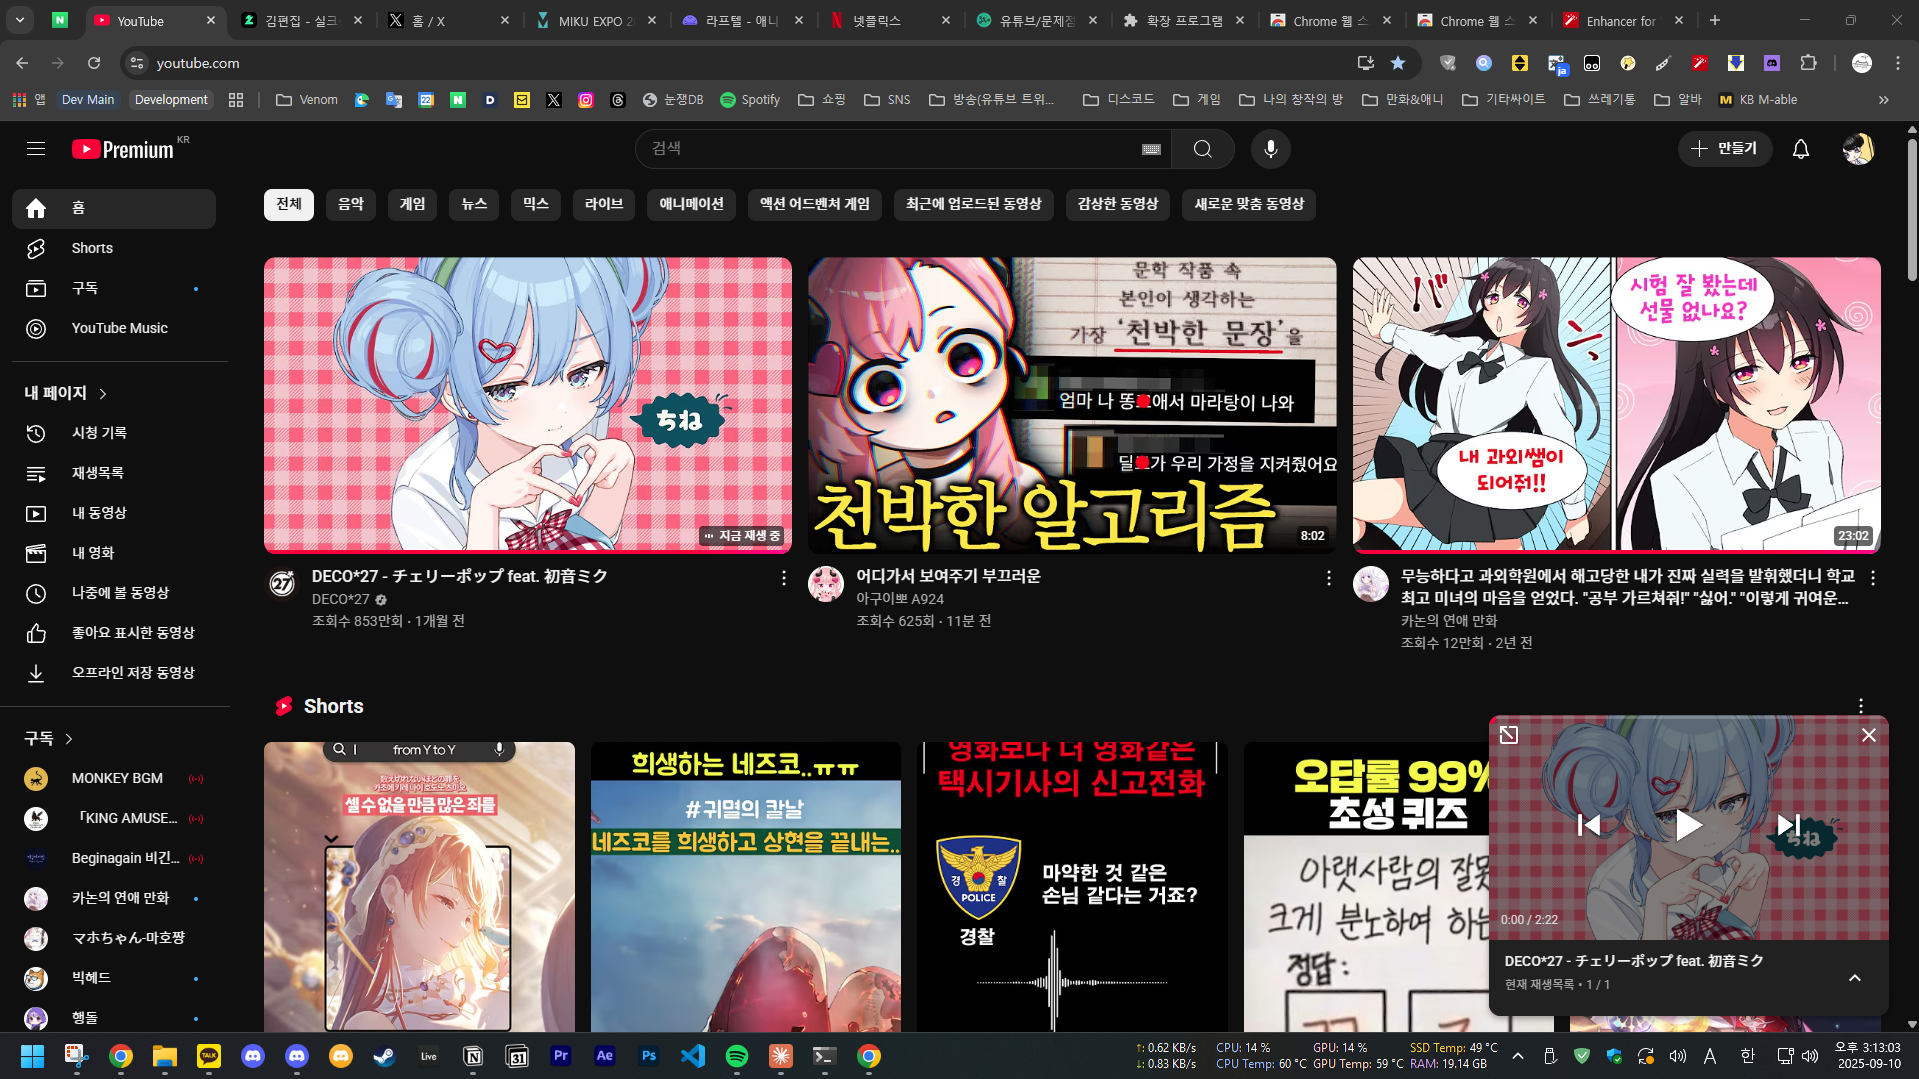 YouTube
김편집 - 실크
홈 / X
MIKU EXPO 2
라프텔 - 애니
넷플릭스
유튜브/문제점
확장 프로그램
Chrome 웹 스
Chrome 웹 스
Enhancer for
youtube.com
앱
Dev Main
Development
Venom
눈쟁DB
Spotify
쇼핑
SNS
방송(유튜브 트위...
디스코드
게임
나의 창작의 방
만화&애니
기타싸이트
쓰레기통
알바
KB M-able
Premium KR
검색
만들기
홈
Shorts
구독
YouTube Music
내 페이지
시청 기록
재생목록
내 동영상
내 영화
나중에 볼 동영상
좋아요 표시한 동영상
오프라인 저장 동영상
구독
MONKEY BGM
「KING AMUSE...
Beginagain 비긴...
카논의 연애 만화
マホちゃん-마호쨩
빅헤드
행돌
전체
음악
게임
뉴스
믹스
라이브
애니메이션
액션 어드벤처 게임
최근에 업로드된 동영상
감상한 동영상
새로운 맞춤 동영상
ちね
지금 재생 중
DECO*27 - チェリーポップ feat. 初音ミク
DECO*27
조회수 853만회 • 1개월 전
문학 작품 속
본인이 생각하는
가장 '천박한 문장'을
엄마 나 똥 애서 마라탕이 나와
딜 가 우리 가정을 지켜줬어요
천박한 알고리즘
8:02
어디가서 보여주기 부끄러운
아구이뽀 A924
조회수 625회 • 11분 전
시험 잘 봤는데
선물 없나요?
내 과외쌤이
되어줘!!
23:02
무능하다고 과외학원에서 해고당한 내가 진짜 실력을 발휘했더니 학교
최고 미녀의 마음을 얻었다. "공부 가르쳐줘!" "싫어." "이렇게 귀여운...
카논의 연애 만화
조회수 12만회 • 2년 전
Shorts
from Y to Y
셀 수 없을 만큼 많은 죄를
희생하는 네즈코..ㅠㅠ
#귀멸의 칼날
네즈코를 희생하고 상현을 끝내는..
영화보다 더 영화같은
택시기사의 신고전화
경 찰
POLICE
경찰
마약한 것 같은
손님 같다는 거죠?
오답률 99%
초성 퀴즈
아랫사람의 잘못
크게 분노하여 하는
정답:
ちね
0:00 / 2:22
DECO*27 - チェリーポップ feat. 初音ミク
현재 재생목록 • 1 / 1
TALK
Live
31
Pr
Ae
Ps
↑: 0.62 KB/s
↓: 0.83 KB/s
CPU: 14 %
CPU Temp: 60 °C
GPU: 14 %
GPU Temp: 59 °C
SSD Temp: 49 °C
RAM: 19.14 GB
A
한
오후 3:13:03
2025-09-10